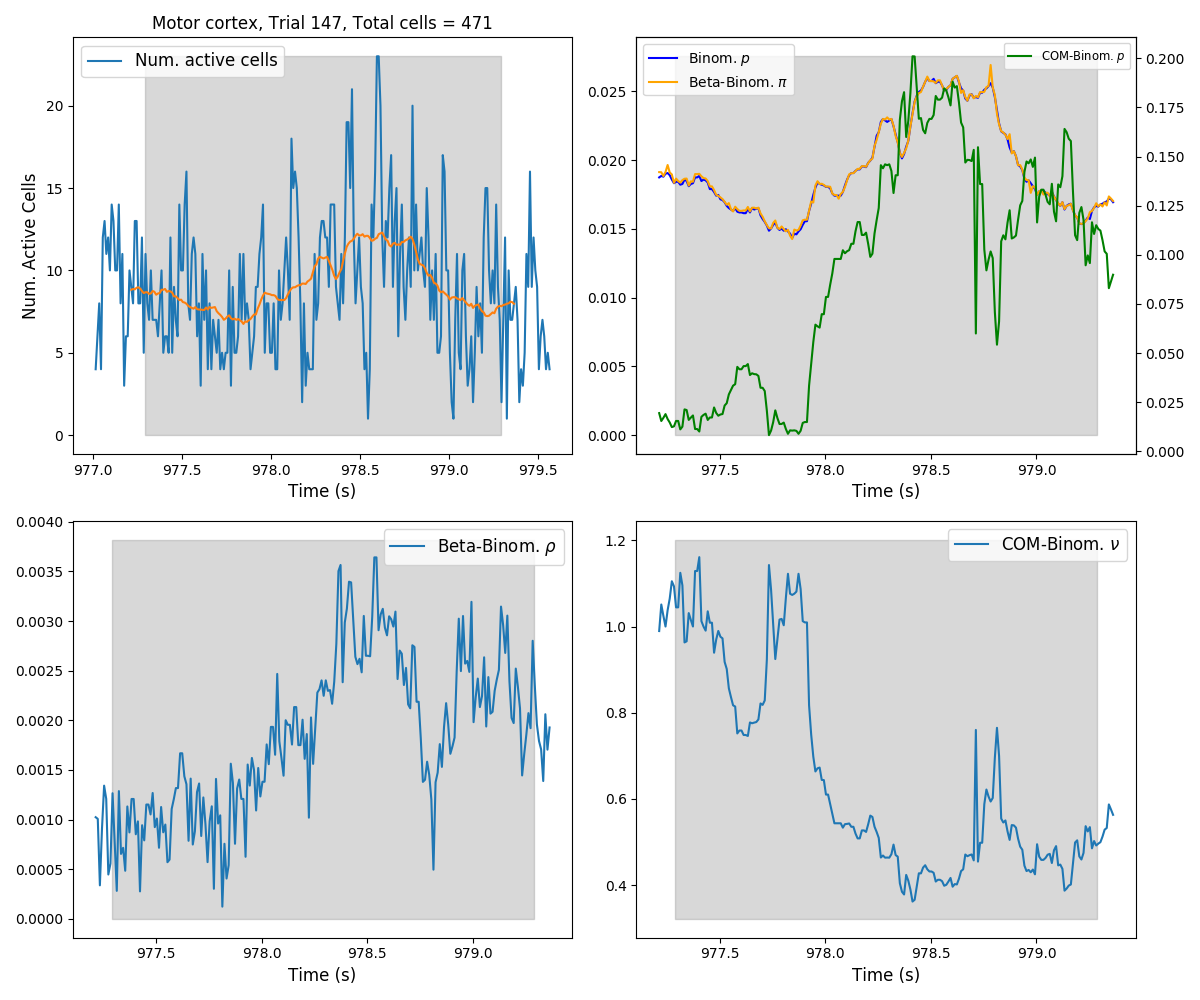 Motor cortex, Trial 147, Total cells = 471
Num. active cells
Num. Active Cells
20
15
10
5
0
977.0 977.5 978.0 978.5 979.0 979.5
Time (s)
Binom. p
Beta-Binom. π
COM-Binom. p
0.025
0.020
0.015
0.010
0.005
0.000
0.200
0.175
0.150
0.125
0.100
0.075
0.050
0.025
0.000
977.5 978.0 978.5 979.0
Time (s)
Beta-Binom. ρ
0.0040
0.0035
0.0030
0.0025
0.0020
0.0015
0.0010
0.0005
0.0000
977.5 978.0 978.5 979.0
Time (s)
COM-Binom. ν
1.2
1.0
0.8
0.6
0.4
977.5 978.0 978.5 979.0
Time (s)